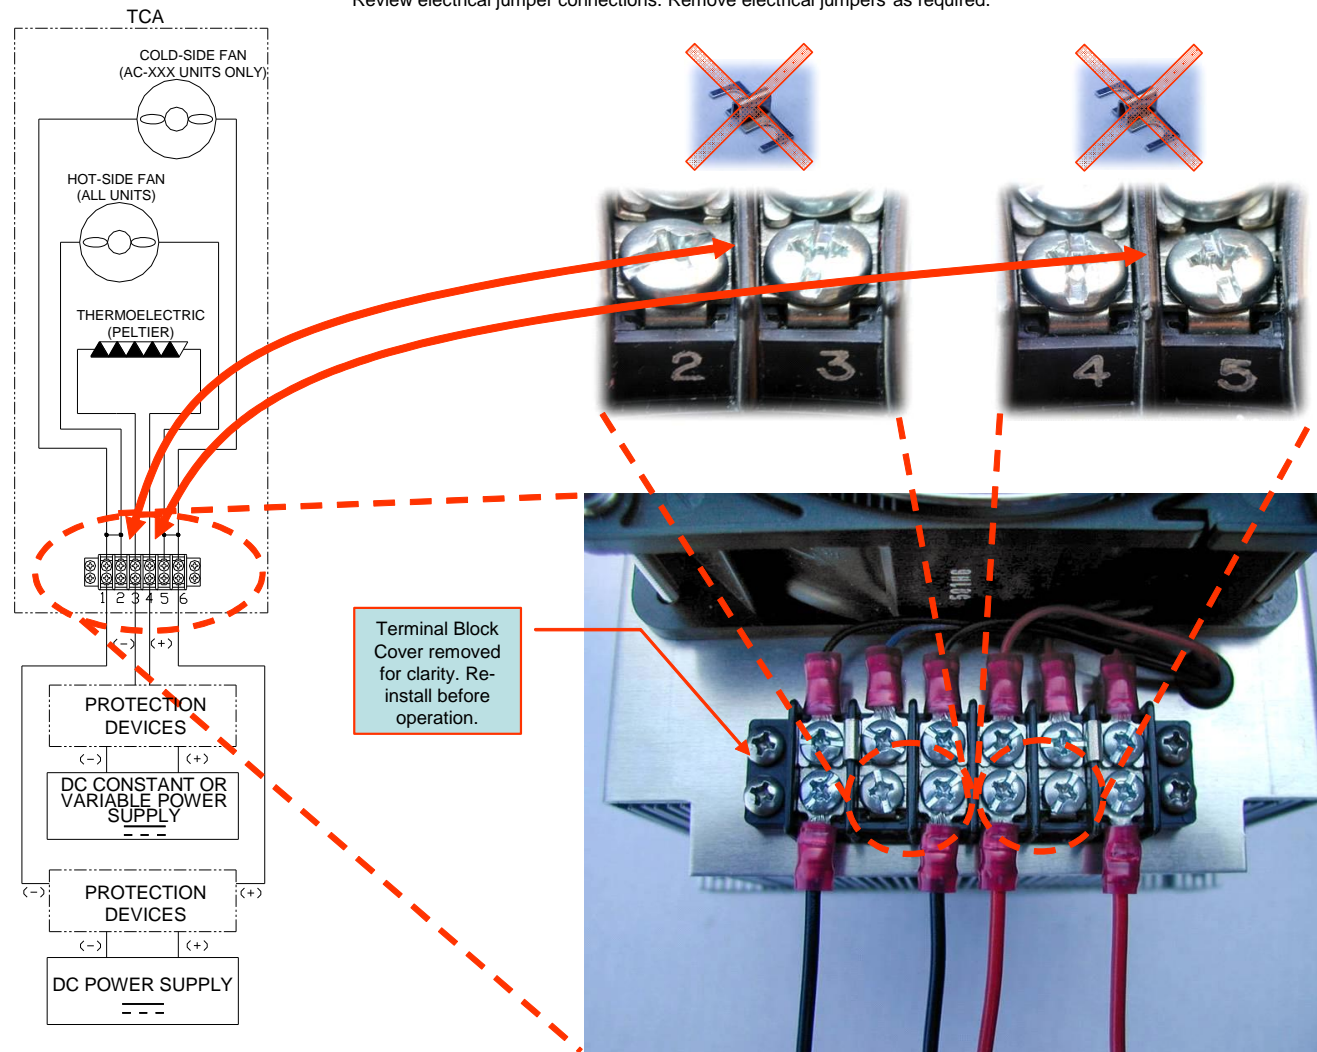 Review electrical jumper connections. Remove electrical jumpers as required.
TCA
COLD-SIDE FAN
(AC-XXX UNITS ONLY)
HOT-SIDE FAN
(ALL UNITS)
THERMOELECTRIC
(PELTIER)
1 2 3 4 5 6
(-) (+)
PROTECTION
DEVICES
(-) (+)
DC CONSTANT OR
VARIABLE POWER
SUPPLY
(-) (+)
PROTECTION
DEVICES
(-) (+)
DC POWER SUPPLY
2 3
4 5
Terminal Block
Cover removed
for clarity. Re-
install before
operation.